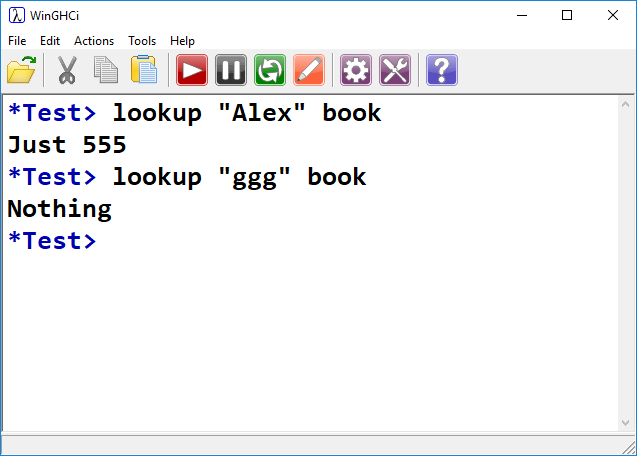 WinGHCi
File Edit Actions Tools Help
*Test> lookup "Alex" book
Just 555
*Test> lookup "ggg" book
Nothing
*Test>